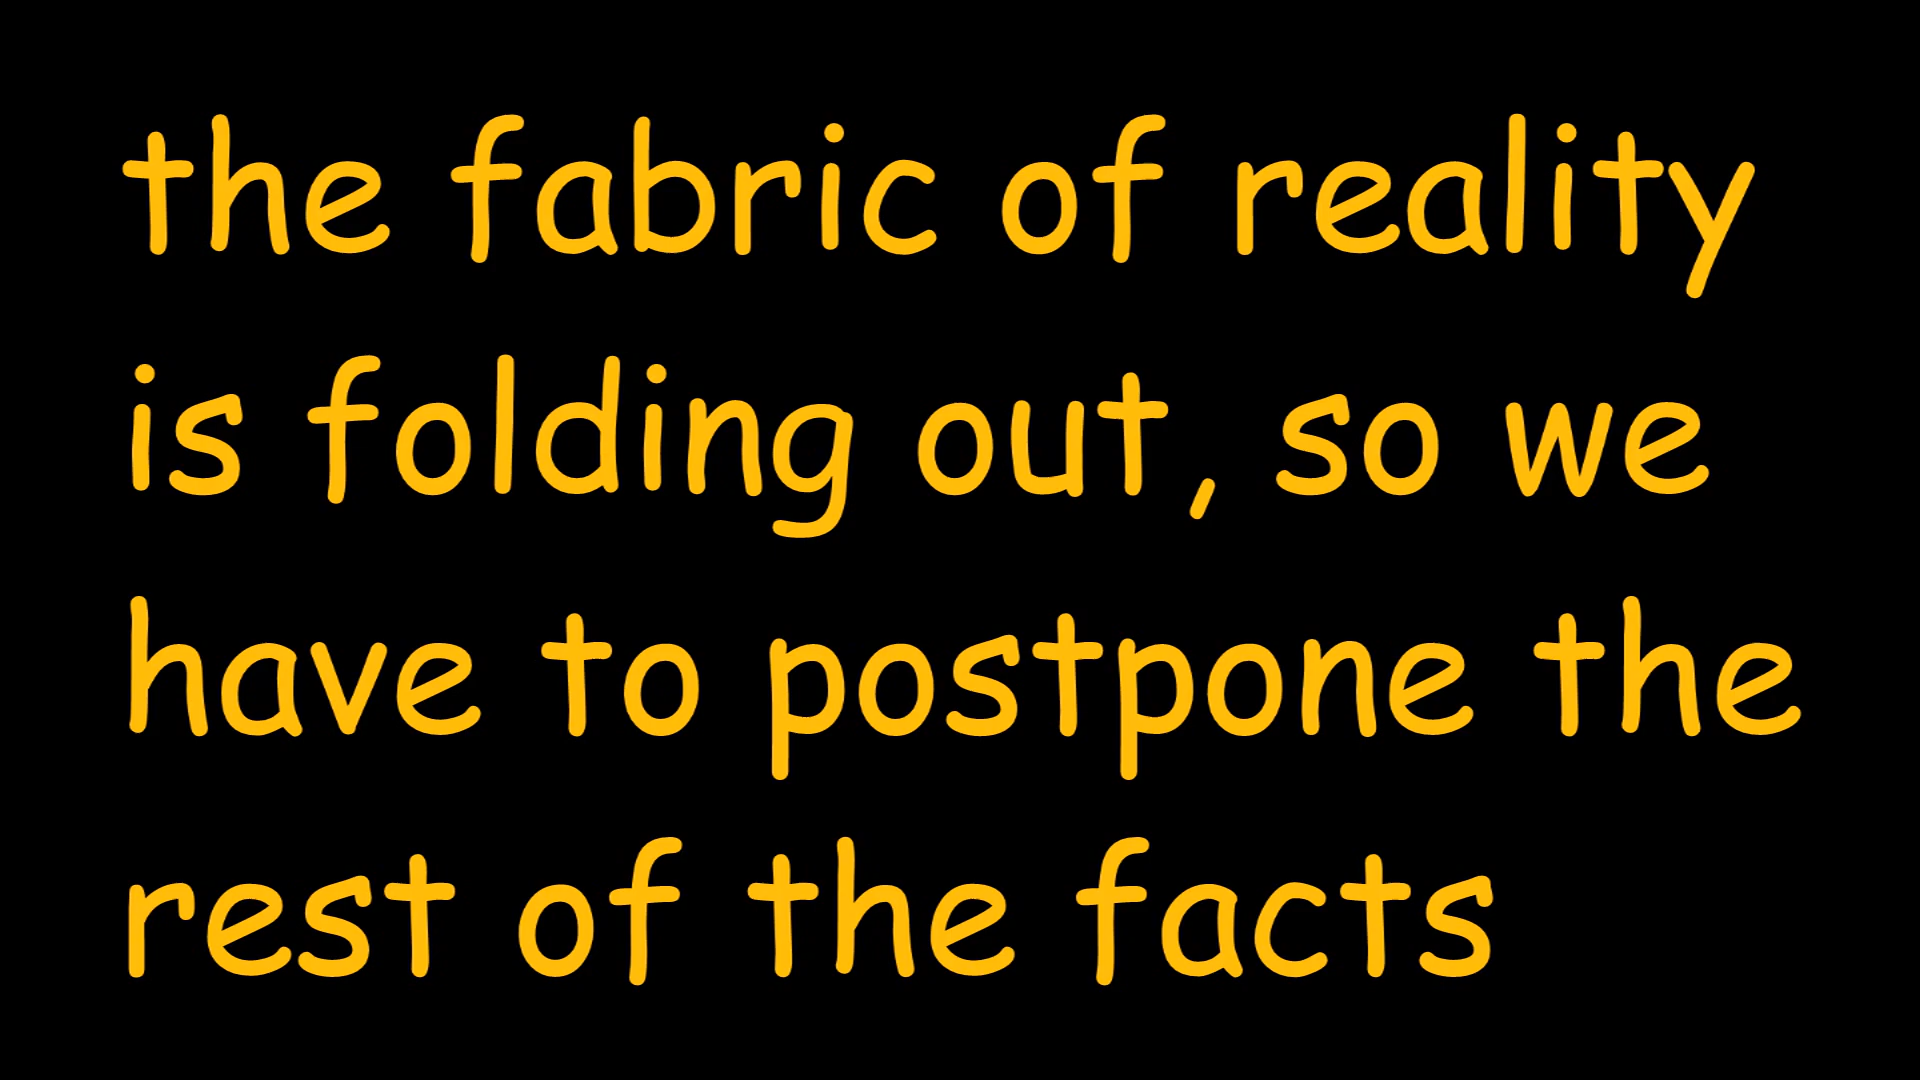 the fabric of reality
is folding out, so we
have to postpone the
rest of the facts